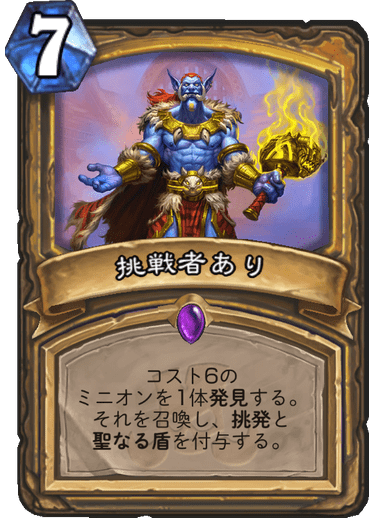 7
挑戦者あり
コスト6の
ミニオンを1体発見する。
それを召喚し、挑発と
聖なる盾を付与する。